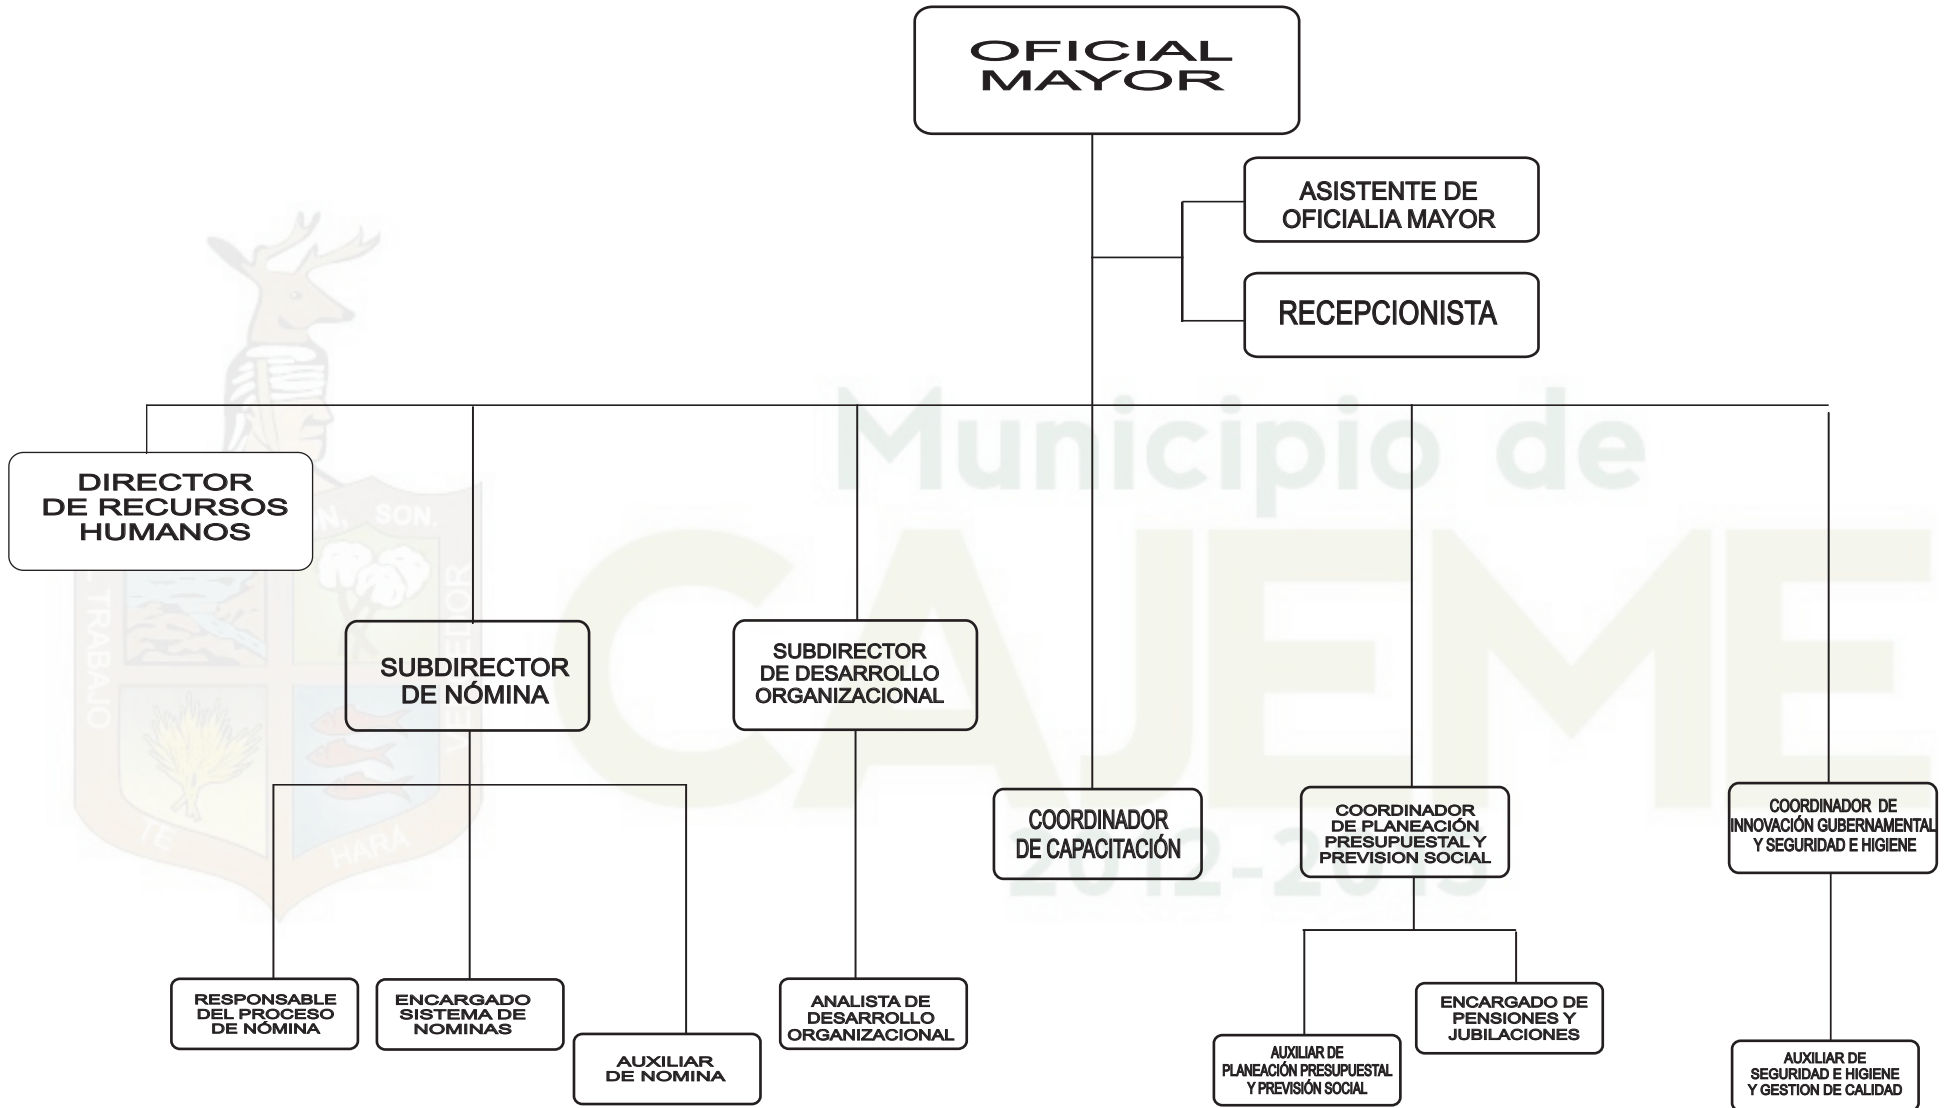 OFICIAL
MAYOR
ASISTENTE DE
OFICIALIA MAYOR
RECEPCIONISTA
Municipio de
CAJEME
2012-2015
SON.
TRABAJO
TE
HARÁ
DIRECTOR
DE RECURSOS
HUMANOS
SUBDIRECTOR
DE NÓMINA
SUBDIRECTOR
DE DESARROLLO
ORGANIZACIONAL
COORDINADOR
DE CAPACITACIÓN
COORDINADOR
DE PLANEACIÓN
PRESUPUESTAL Y
PREVISION SOCIAL
COORDINADOR DE
INNOVACIÓN GUBERNAMENTAL
Y SEGURIDAD E HIGIENE
RESPONSABLE
DEL PROCESO
DE NÓMINA
ENCARGADO
SISTEMA DE
NOMINAS
AUXILIAR
DE NOMINA
ANALISTA DE
DESARROLLO
ORGANIZACIONAL
AUXILIAR DE
PLANEACIÓN PRESUPUESTAL
Y PREVISIÓN SOCIAL
ENCARGADO DE
PENSIONES Y
JUBILACIONES
AUXILIAR DE
SEGURIDAD E HIGIENE
Y GESTION DE CALIDAD